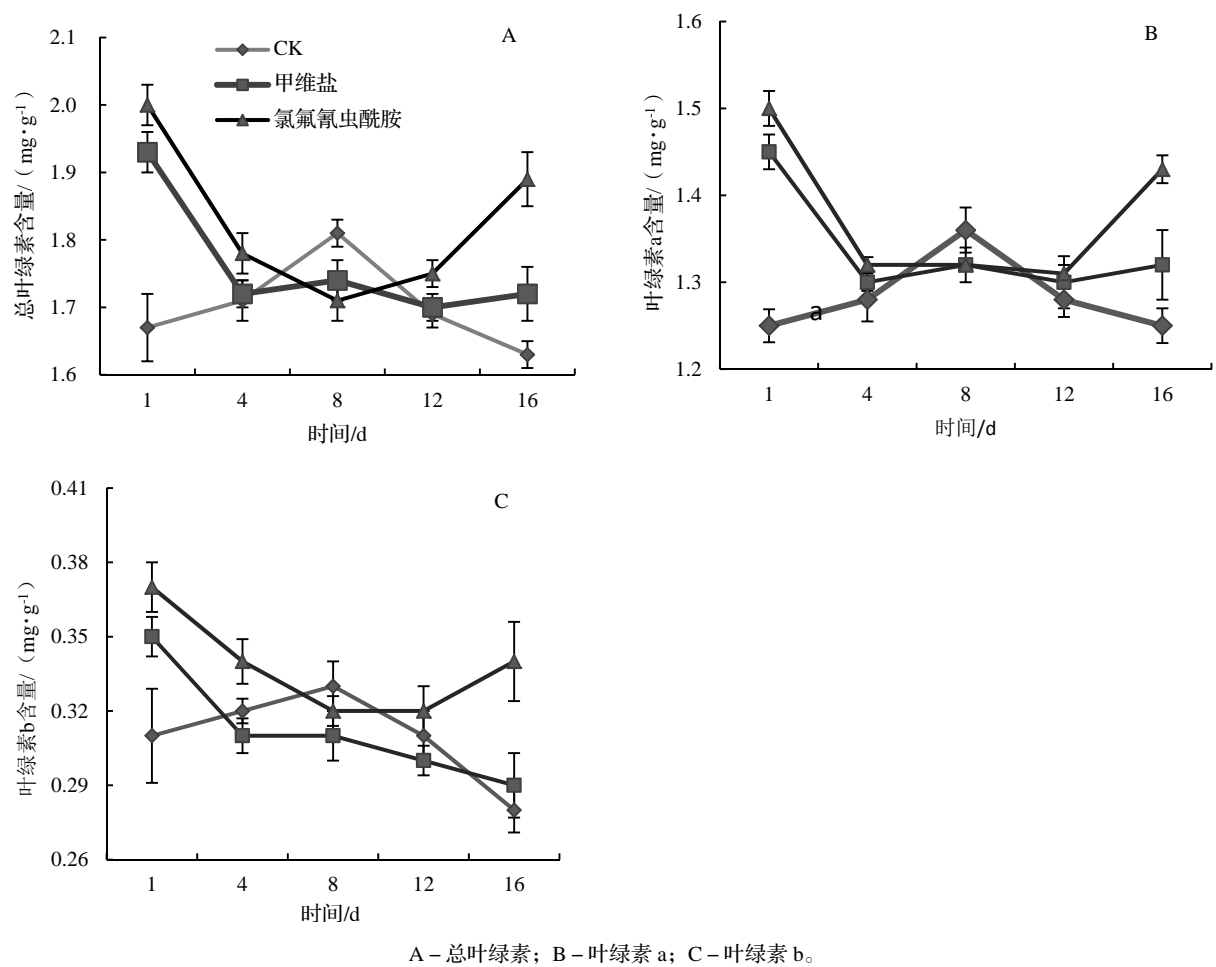 2.1
2.0
1.9
1.8
1.7
1.6
总叶绿素含量/（mg·g⁻¹）
CK
甲维盐
氯氟氰虫酰胺
A
1 4 8 12 16
时间/d
1.6
1.5
1.4
1.3
1.2
叶绿素a含量/（mg·g⁻¹）
B
a
1 4 8 12 16
时间/d
0.41
0.38
0.35
0.32
0.29
0.26
叶绿素b含量/（mg·g⁻¹）
C
1 4 8 12 16
时间/d
A – 总叶绿素；B – 叶绿素 a；C – 叶绿素 b。